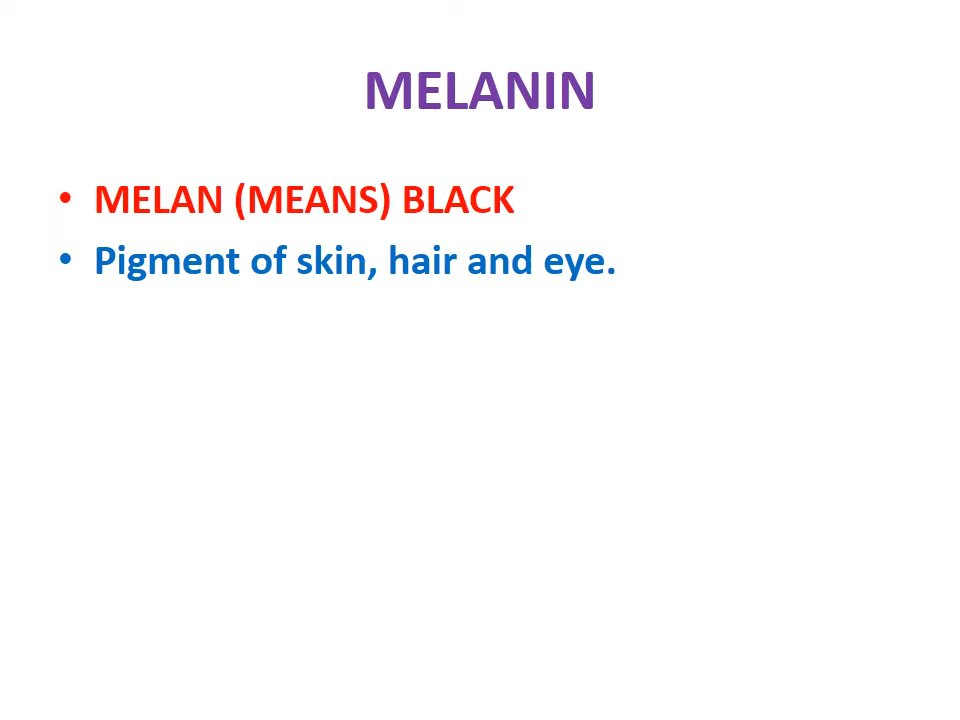 MELANIN
• MELAN (MEANS) BLACK
• Pigment of skin, hair and eye.